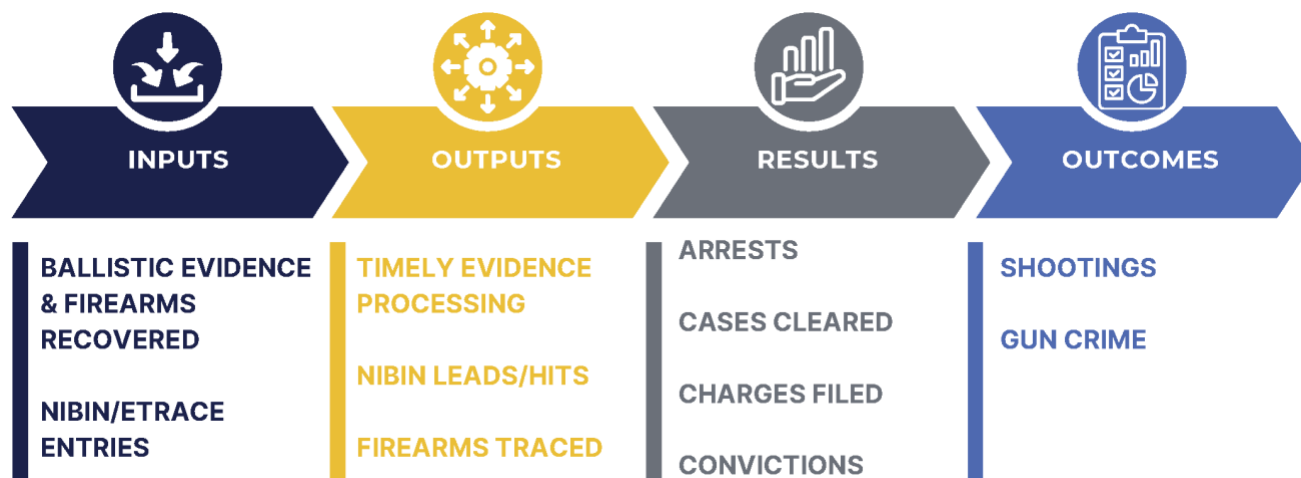 INPUTS
OUTPUTS
RESULTS
OUTCOMES
BALLISTIC EVIDENCE
& FIREARMS
RECOVERED
NIBIN/ETRACE
ENTRIES
TIMELY EVIDENCE
PROCESSING
NIBIN LEADS/HITS
FIREARMS TRACED
ARRESTS
CASES CLEARED
CHARGES FILED
CONVICTIONS
SHOOTINGS
GUN CRIME